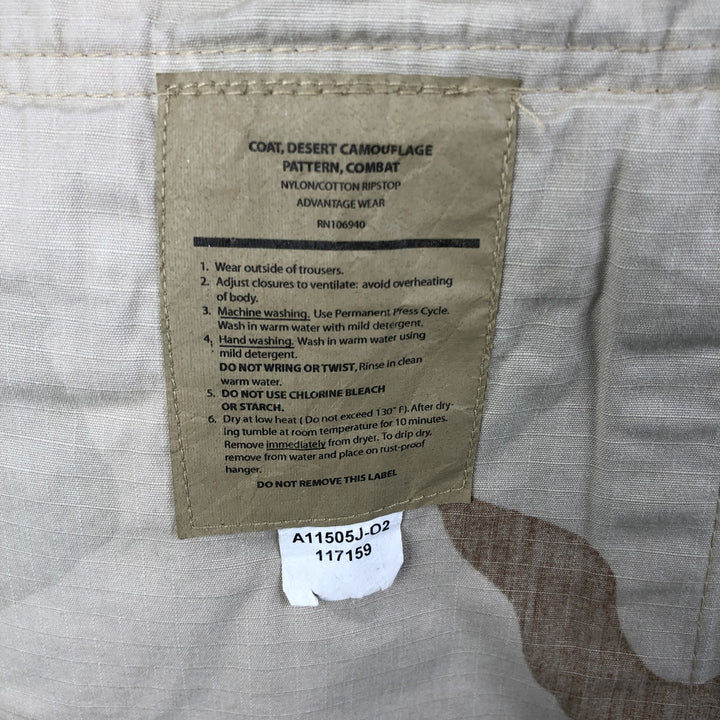 COAT, DESERT CAMOUFLAGE
PATTERN, COMBAT
NYLON/COTTON RIPSTOP
ADVANTAGE WEAR
RN106940
1. Wear outside of trousers.
2. Adjust closures to ventilate: avoid overheating
of body.
3. Machine washing. Use Permanent Press Cycle.
Wash in warm water with mild detergent.
4. Hand washing. Wash in warm water using
mild detergent.
DO NOT WRING OR TWIST, Rinse in clean
warm water.
5. DO NOT USE CHLORINE BLEACH
OR STARCH.
6. Dry at low heat ( Do not exceed 130° F). After dry-
ing tumble at room temperature for 10 minutes.
Remove immediately from dryer. To drip dry,
remove from water and place on rust-proof
hanger.
DO NOT REMOVE THIS LABEL
A11505J-O2
117159